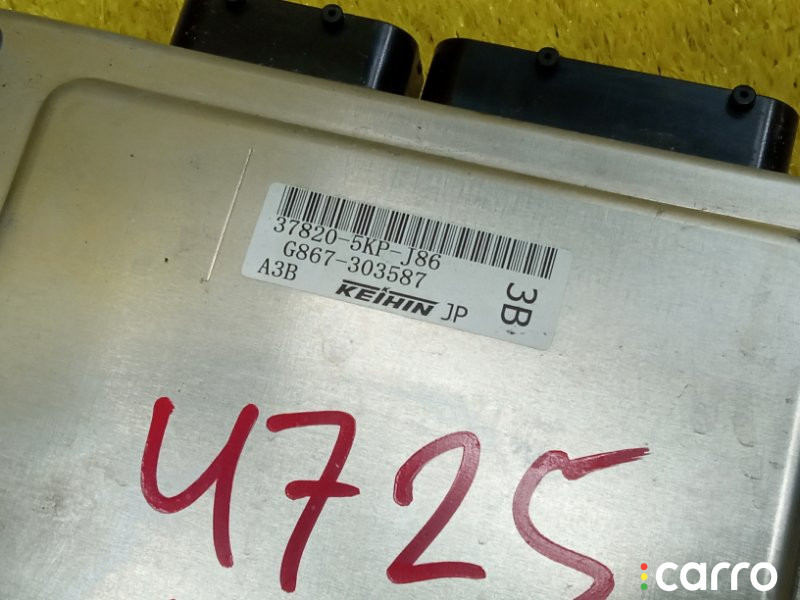 37820-5KP-J86
G867-303587
A3B
KEIHIN JP
3B
4725
carro